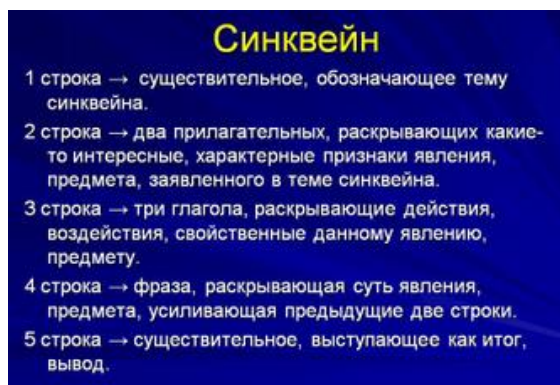 Синквейн
1 строка → существительное, обозначающее тему
синквейна.
2 строка → два прилагательных, раскрывающих какие-
то интересные, характерные признаки явления,
предмета, заявленного в теме синквейна.
3 строка → три глагола, раскрывающие действия,
воздействия, свойственные данному явлению,
предмету.
4 строка → фраза, раскрывающая суть явления,
предмета, усиливающая предыдущие две строки.
5 строка → существительное, выступающее как итог,
вывод.